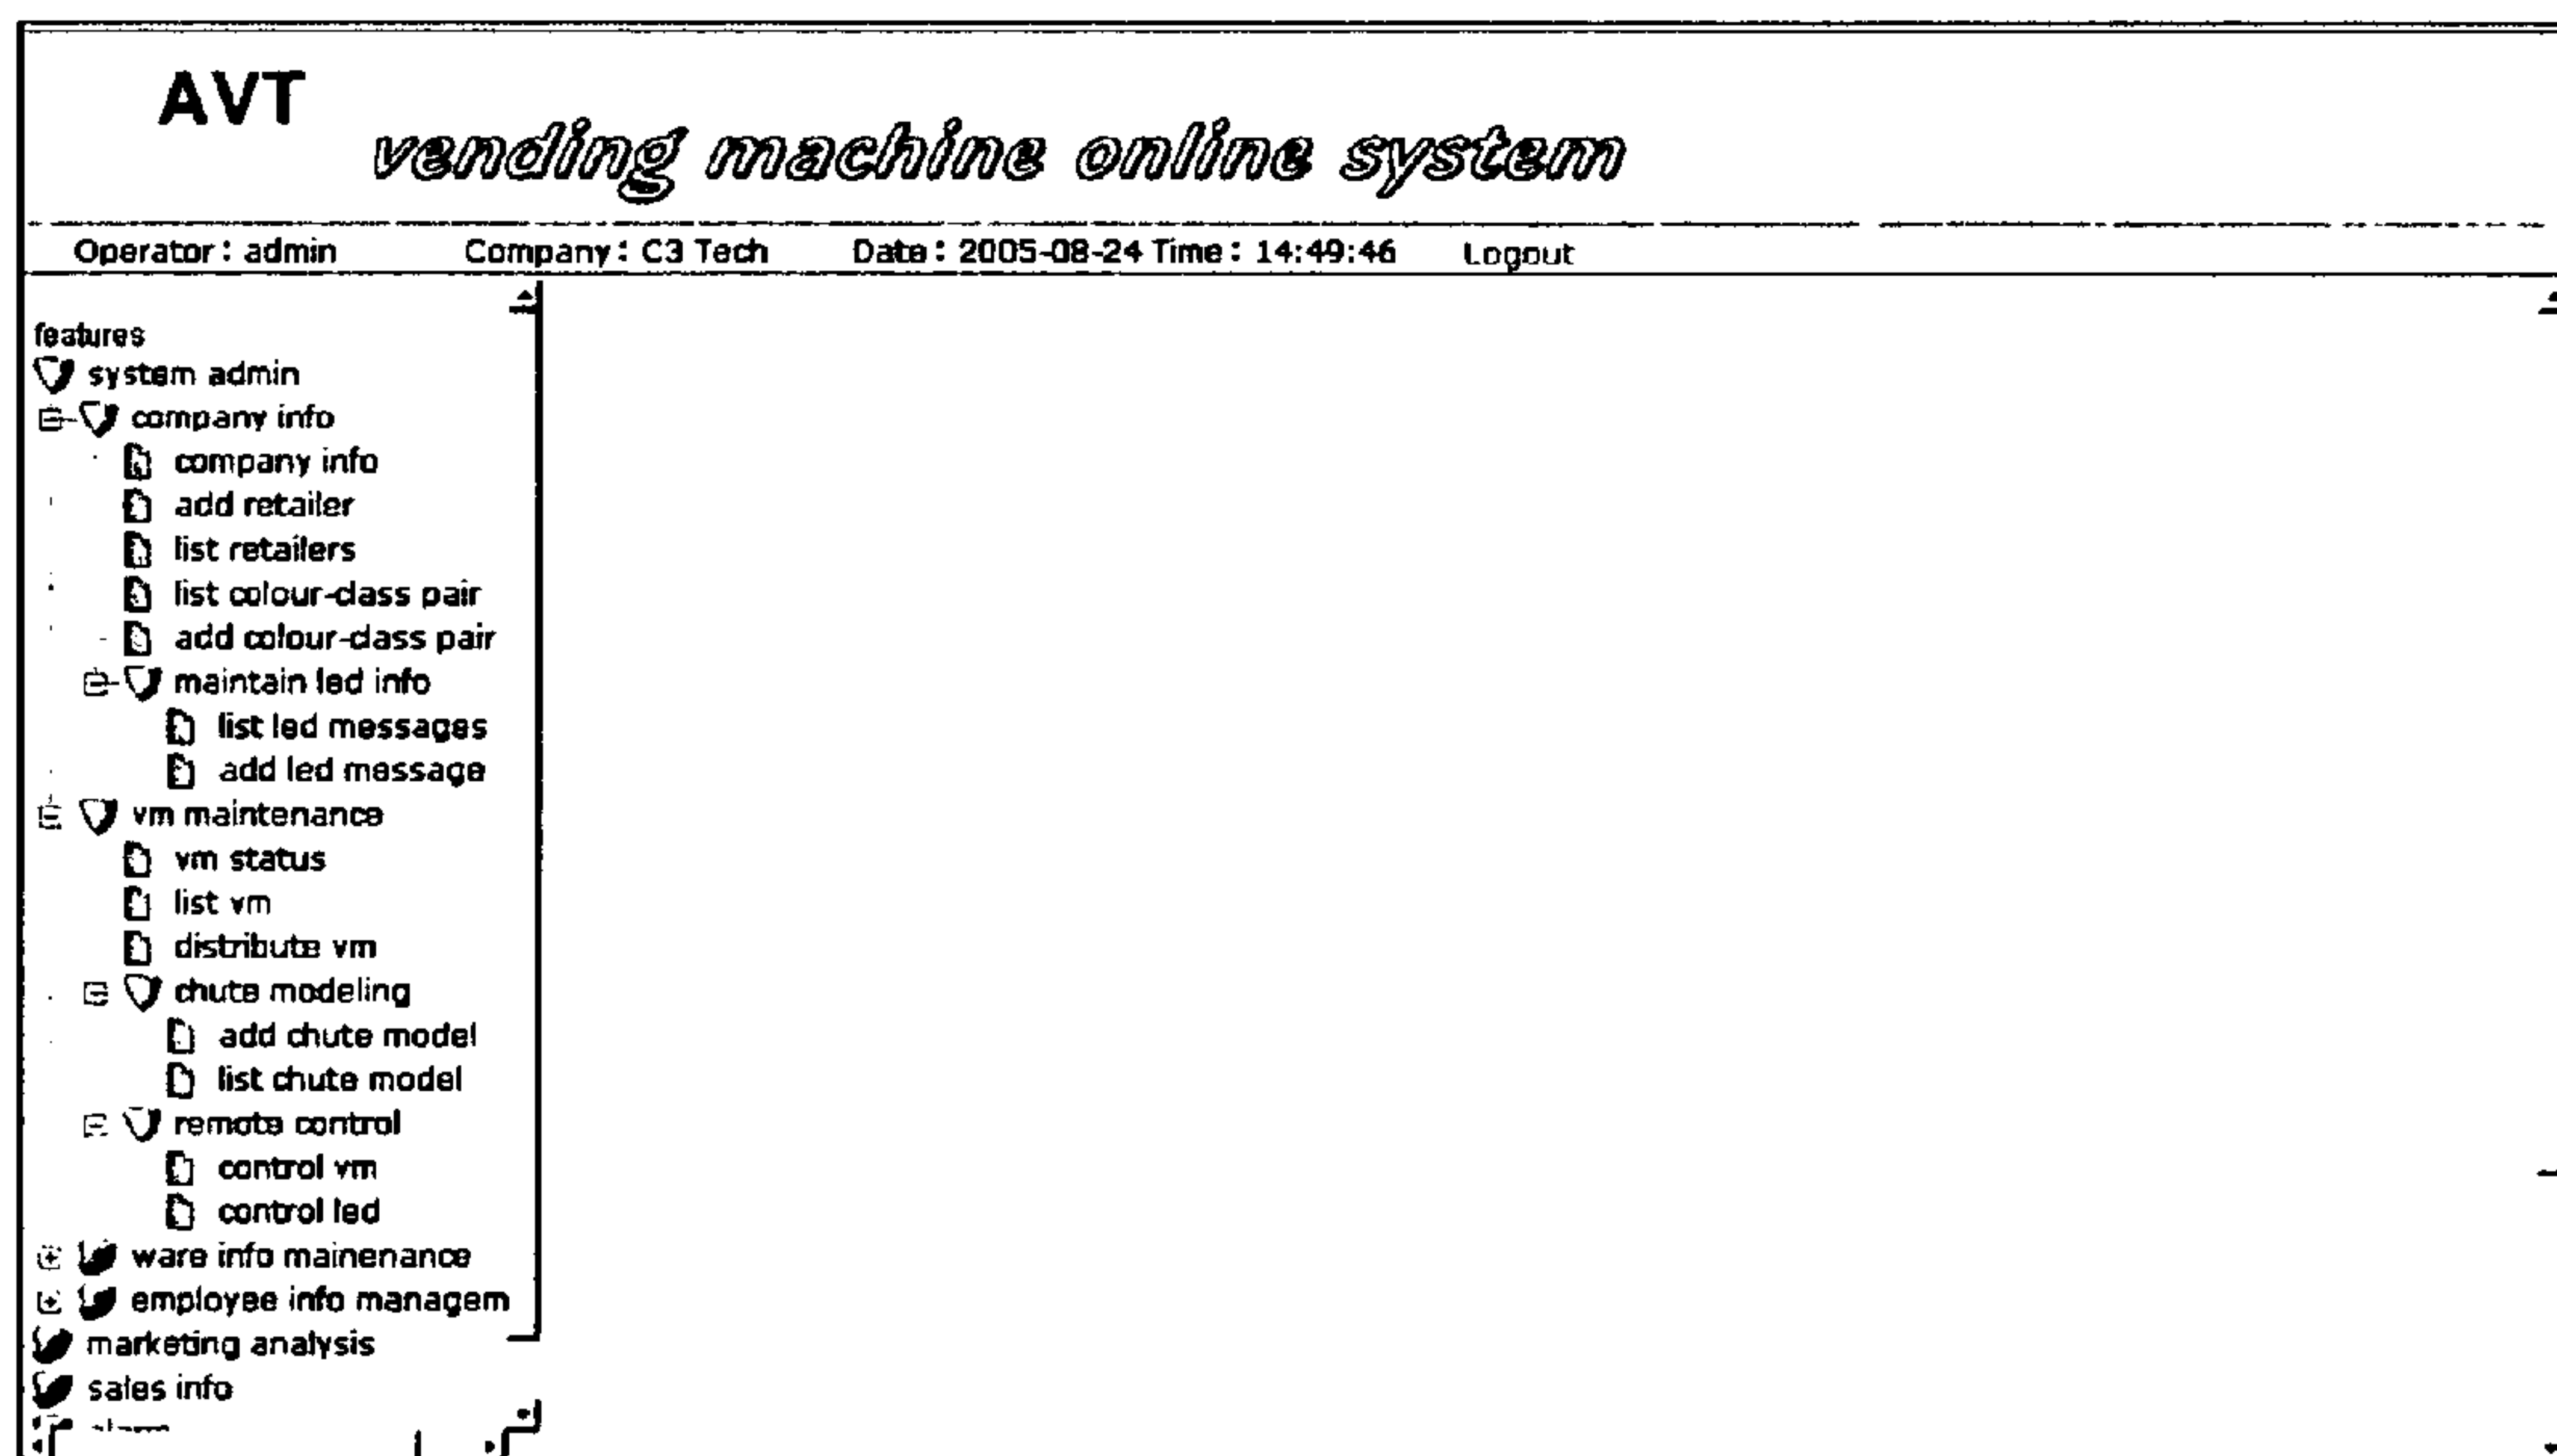 AVT
vending machine online system
Operator : admin Company : C3 Tech Date : 2005-08-24 Time : 14:49:46 Logout
features
system admin
company info
company info
add retailer
list retailers
list colour-class pair
add colour-class pair
maintain led info
list led messages
add led message
vm maintenance
vm status
list vm
distribute vm
chute modeling
add chute model
list chute model
remote control
control vm
control led
ware info mainenance
employee info managem
marketing analysis
sales info